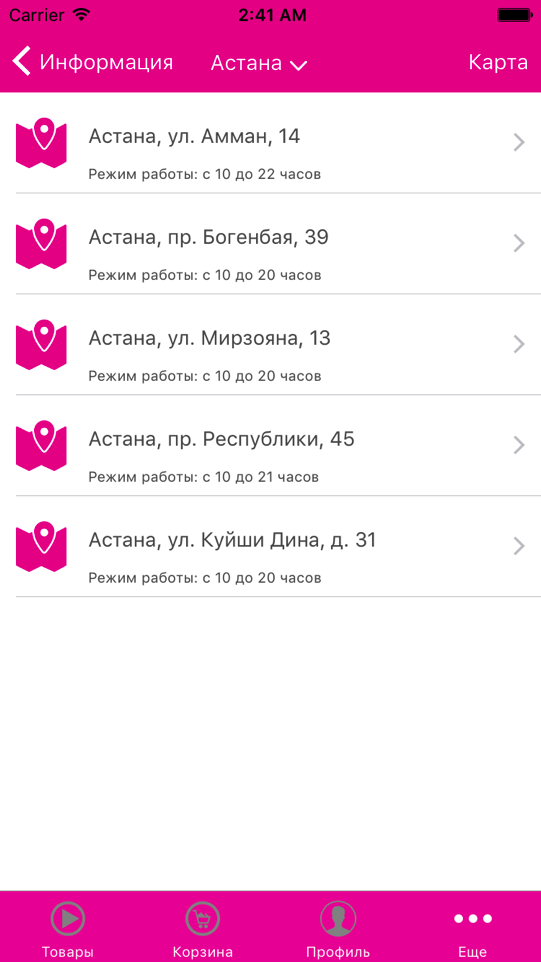 Carrier 2:41 AM
Информация Астана Карта
Астана, ул. Амман, 14
Режим работы: с 10 до 22 часов
Астана, пр. Богенбая, 39
Режим работы: с 10 до 20 часов
Астана, ул. Мирзояна, 13
Режим работы: с 10 до 20 часов
Астана, пр. Республики, 45
Режим работы: с 10 до 21 часов
Астана, ул. Куйши Дина, д. 31
Режим работы: с 10 до 20 часов
Товары Корзина Профиль Еще